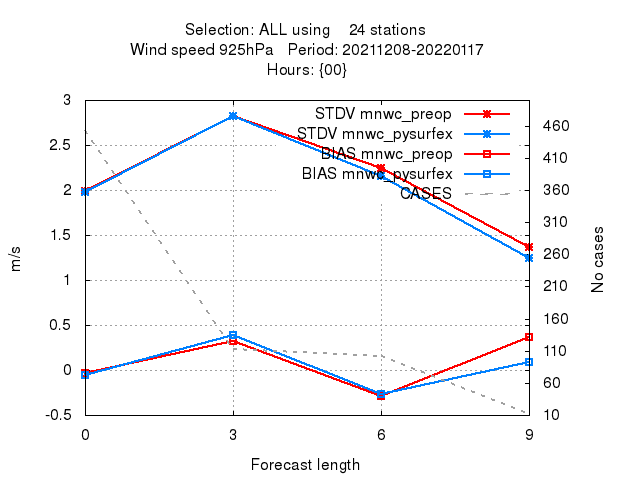 Selection: ALL using 24 stations
Wind speed 925hPa Period: 20211208-20220117
Hours: {00}
STDV mnwc_preop
STDV mnwc_pysurfex
BIAS mnwc_preop
BIAS mnwc_pysurfex
CASES
3
2.5
2
1.5
1
0.5
0
-0.5
m/s
460
410
360
310
260
210
160
110
60
10
No cases
0 3 6 9
Forecast length